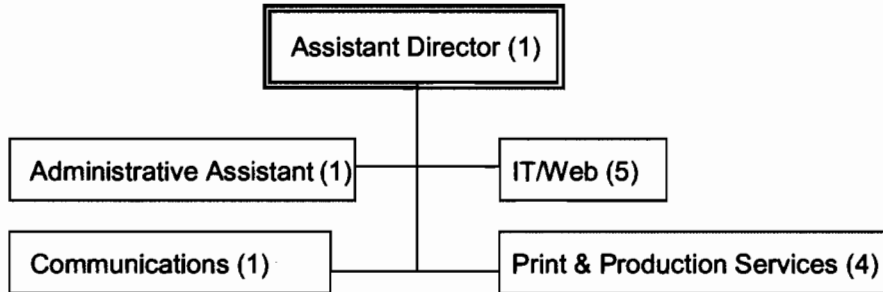 Assistant Director (1)
Administrative Assistant (1)
IT/Web (5)
Communications (1)
Print & Production Services (4)